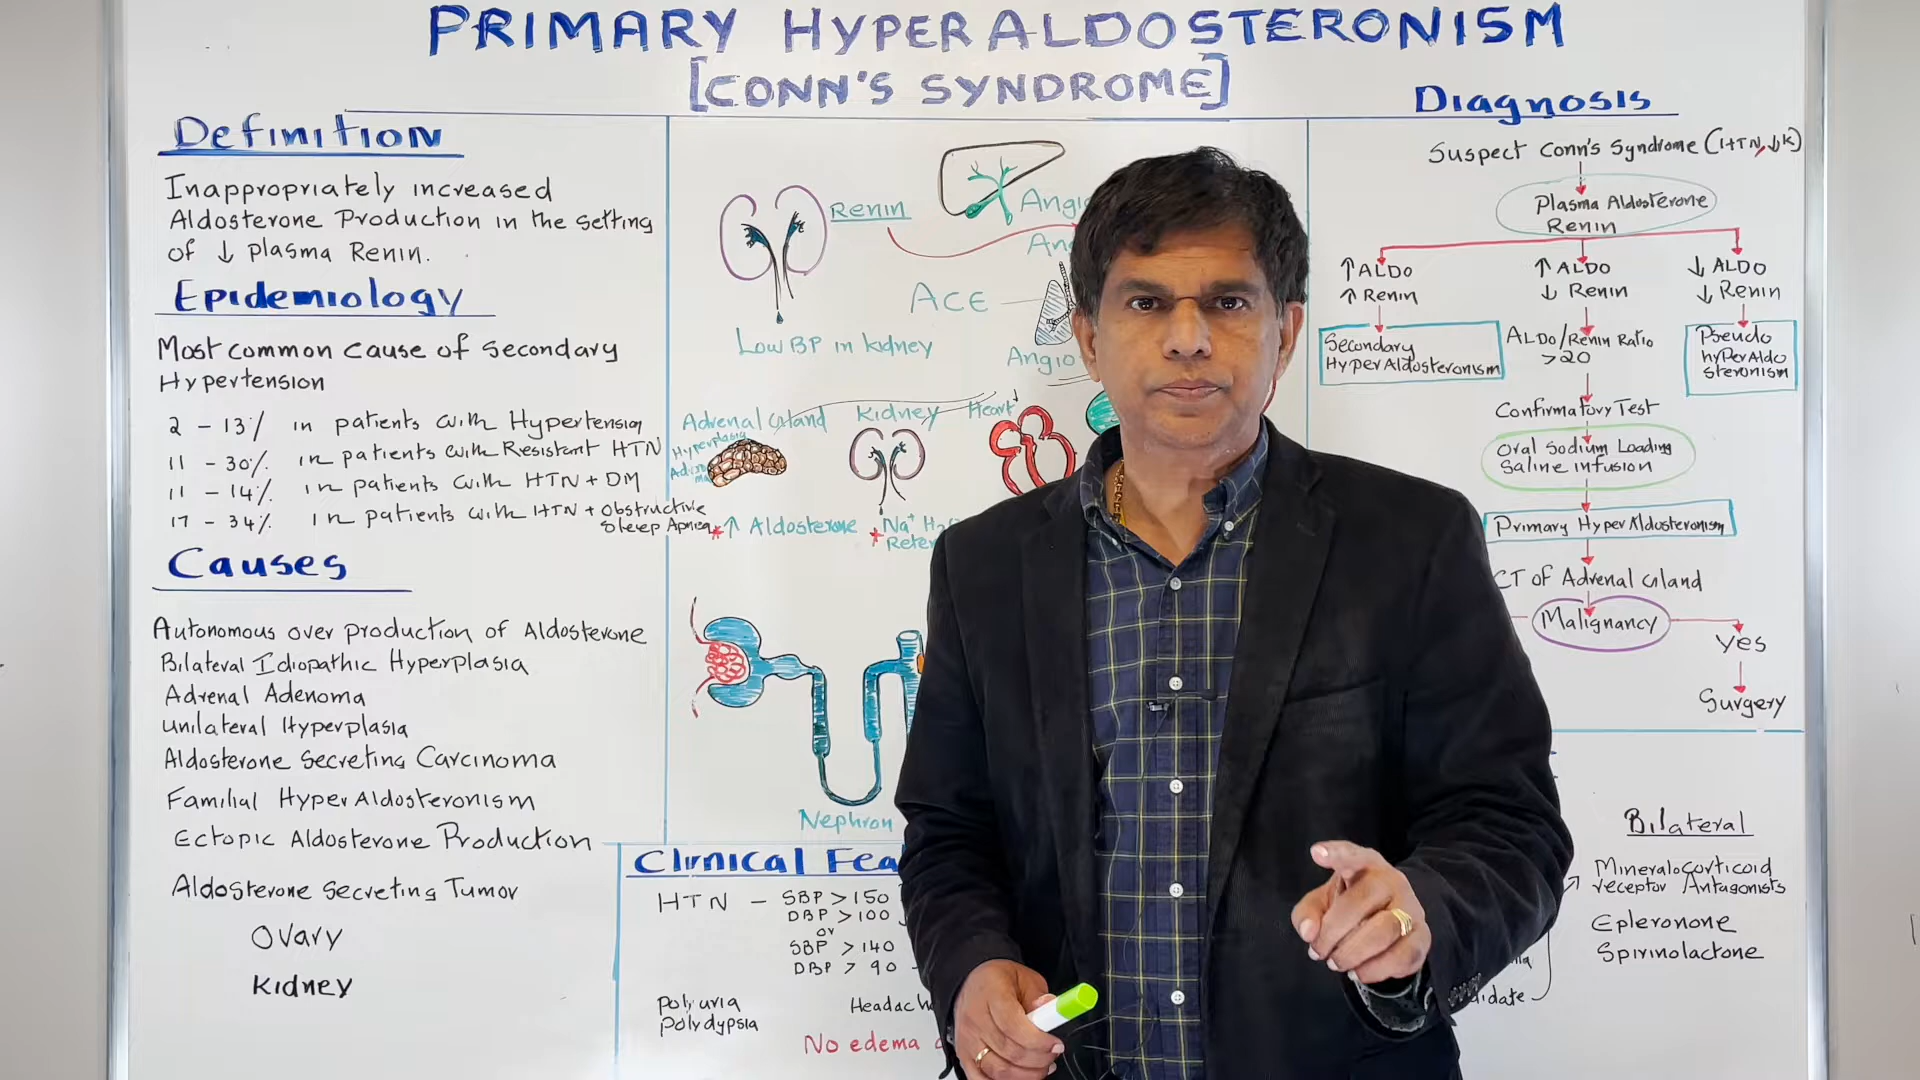 PRIMARY HYPERALDOSTERONISM
[CONN'S SYNDROME]
Definition
Inappropriately increased
Aldosterone Production in the setting
of ↓ plasma Renin.
Epidemiology
Most common cause of secondary
Hypertension
2 - 13% in patients with Hypertension
11 - 30% in patients with Resistant HTN
11 - 14% in patients with HTN + DM
17 - 34% in patients with HTN + Obstructive
Sleep Apnea
Causes
Autonomous over production of Aldosterone
Bilateral Idiopathic Hyperplasia
Adrenal Adenoma
Unilateral Hyperplasia
Aldosterone Secreting Carcinoma
Familial HyperAldosteronism
Ectopic Aldosterone Production
Aldosterone Secreting Tumor
Ovary
Kidney
Renin
Low BP in kidney
ACE
Angio
Adrenal Gland
Hyperplasia
Kidney
Heart
*↑ Aldosterone
*Na+
Nephron
Clinical
HTN - SBP >150
DBP >100
or
SBP >140
DBP > 90
Polyuria
Polydypsia
No edema
Diagnosis
Suspect Conn's Syndrome (HTN, ↓K)
Plasma Aldosterone
Renin
↑ALDO
↑Renin
Secondary
HyperAldosteronism
↑ALDO
↓ Renin
ALDO/Renin Ratio
>20
↓ ALDO
↓ Renin
Pseudo
hyperAldo
steronism
Confirmatory Test
Oral Sodium Loading
Saline infusion
Primary HyperAldosteronism
CT of Adrenal Gland
Malignancy
Yes
Surgery
Bilateral
Mineralocorticoid
receptor Antagonists
Epleronone
Spirinolactone